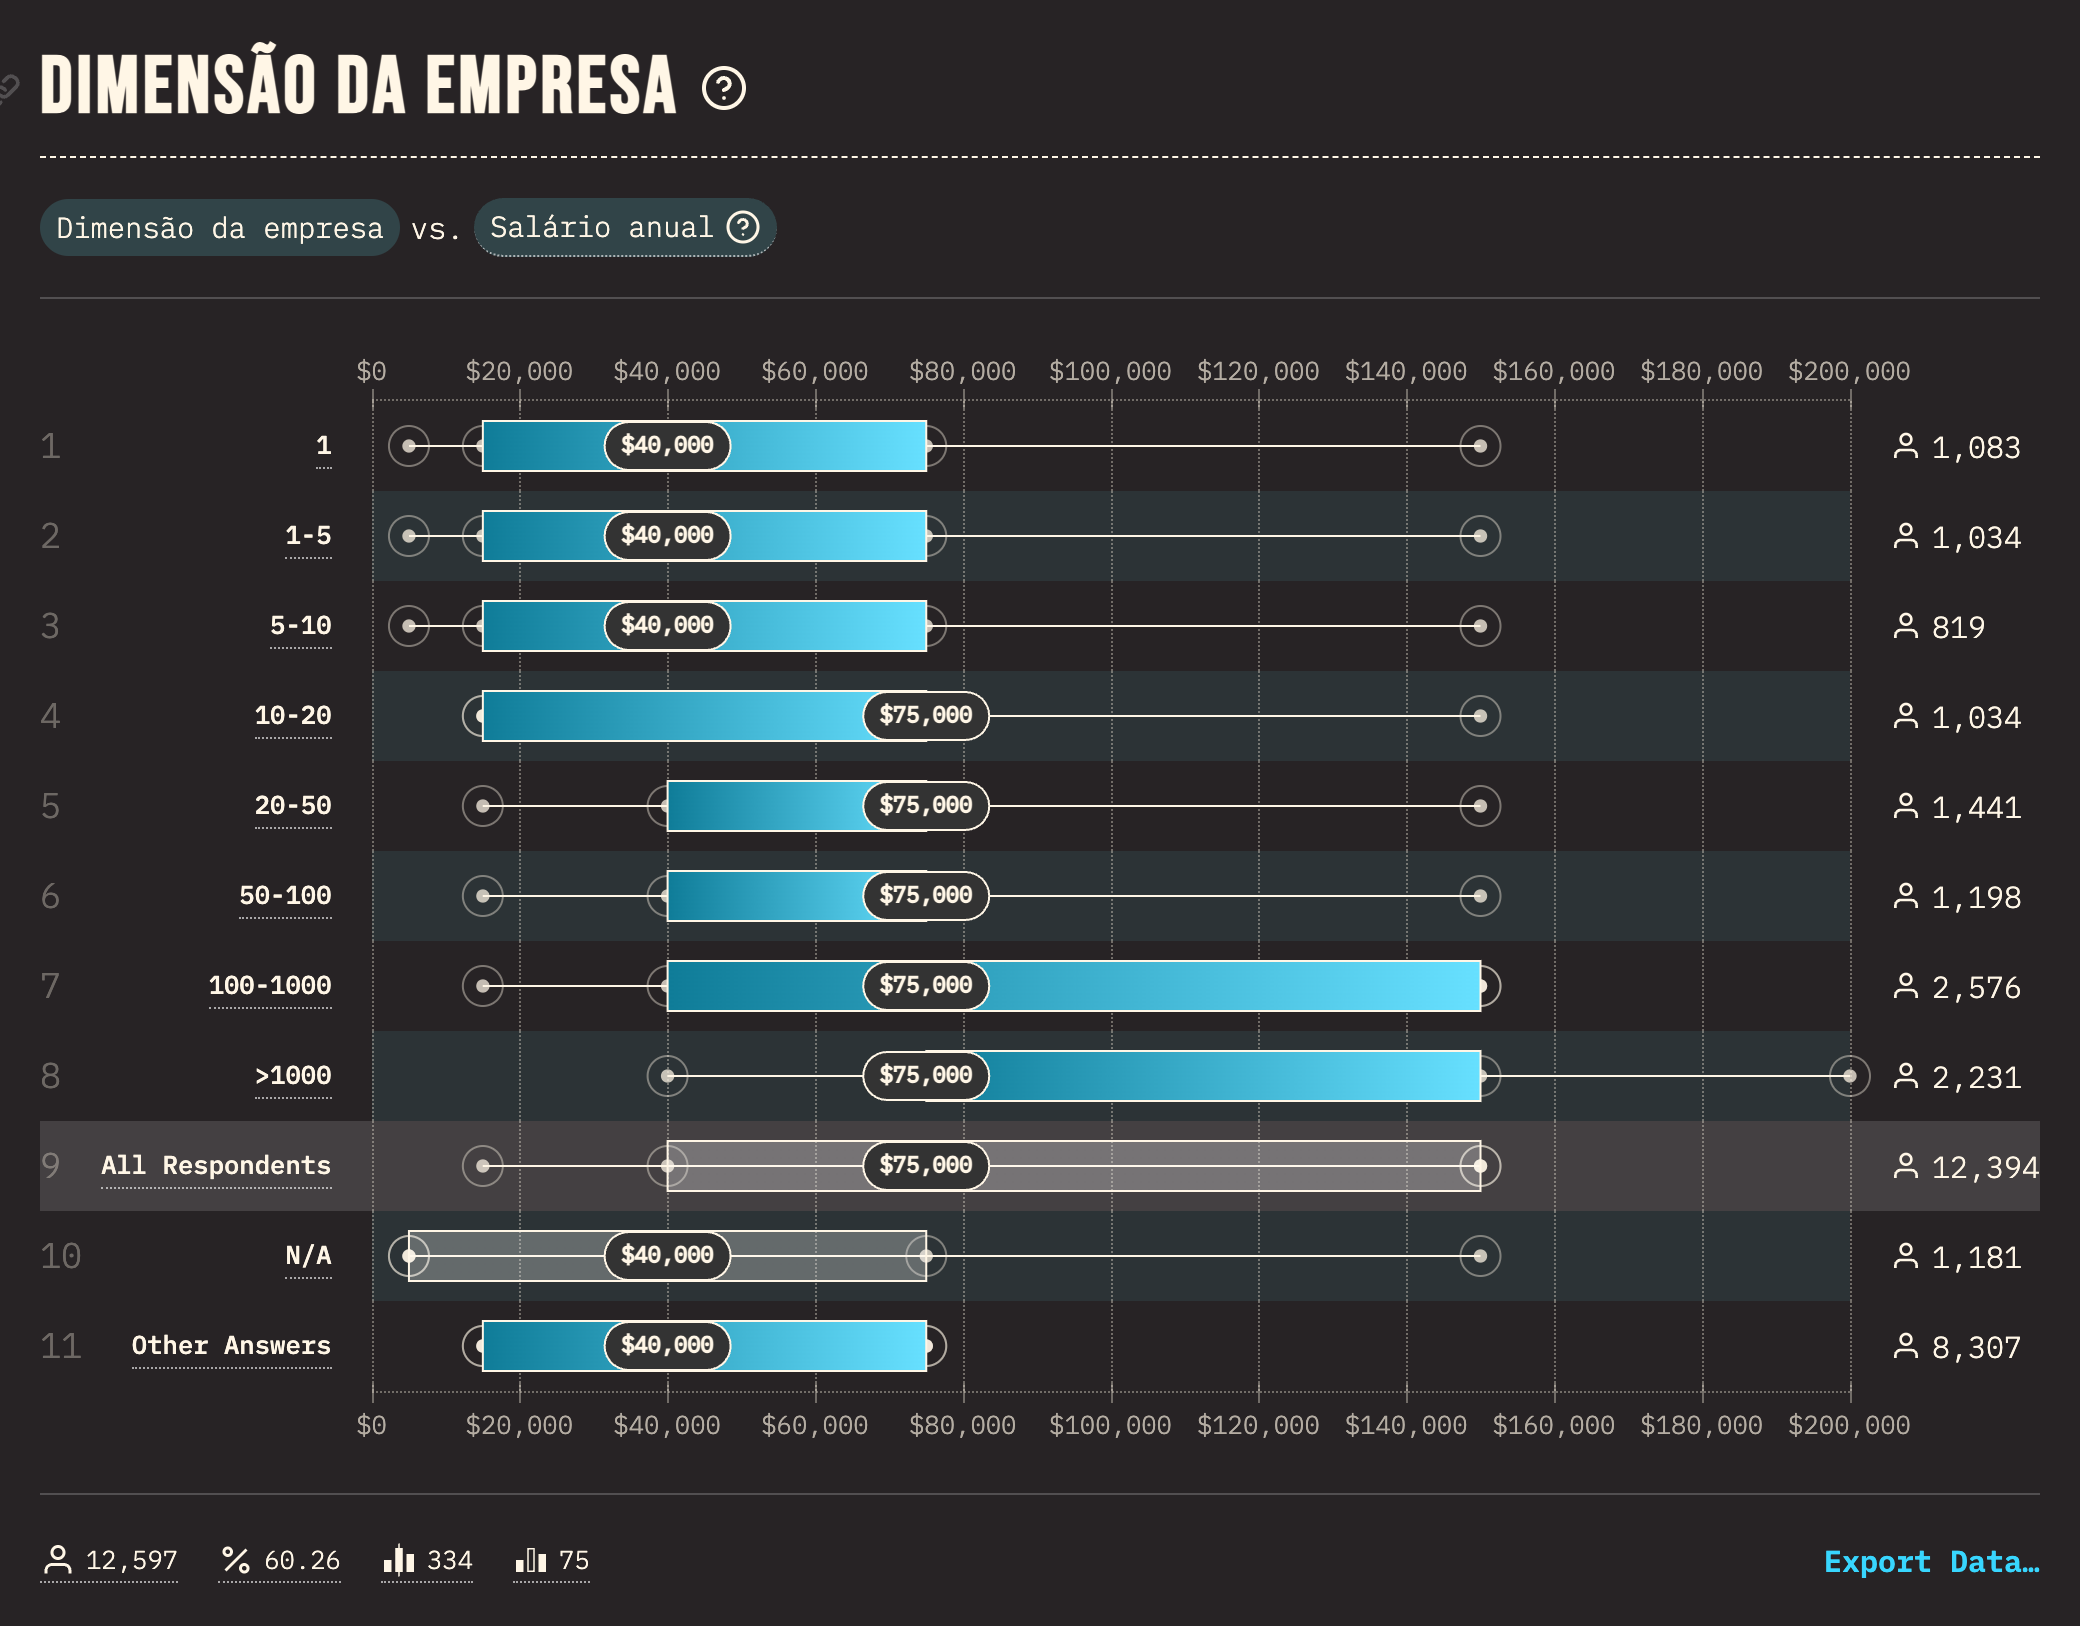 DIMENSÃO DA EMPRESA
Dimensão da empresa vs. Salário anual
$0 $20,000 $40,000 $60,000 $80,000 $100,000 $120,000 $140,000 $160,000 $180,000 $200,000
1 1 $40,000 1,083
2 1-5 $40,000 1,034
3 5-10 $40,000 819
4 10-20 $75,000 1,034
5 20-50 $75,000 1,441
6 50-100 $75,000 1,198
7 100-1000 $75,000 2,576
8 >1000 $75,000 2,231
9 All Respondents $75,000 12,394
10 N/A $40,000 1,181
11 Other Answers $40,000 8,307
$0 $20,000 $40,000 $60,000 $80,000 $100,000 $120,000 $140,000 $160,000 $180,000 $200,000
12,597 % 60.26 334 75 Export Data…